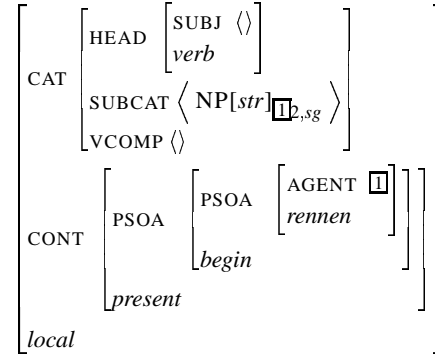 SUBJ ⟨⟩
HEAD
verb
CAT
SUBCAT ⟨ NP[str] 1 2,sg ⟩
VCOMP ⟨⟩
AGENT 1
PSOA
rennen
PSOA
begin
CONT
present
local